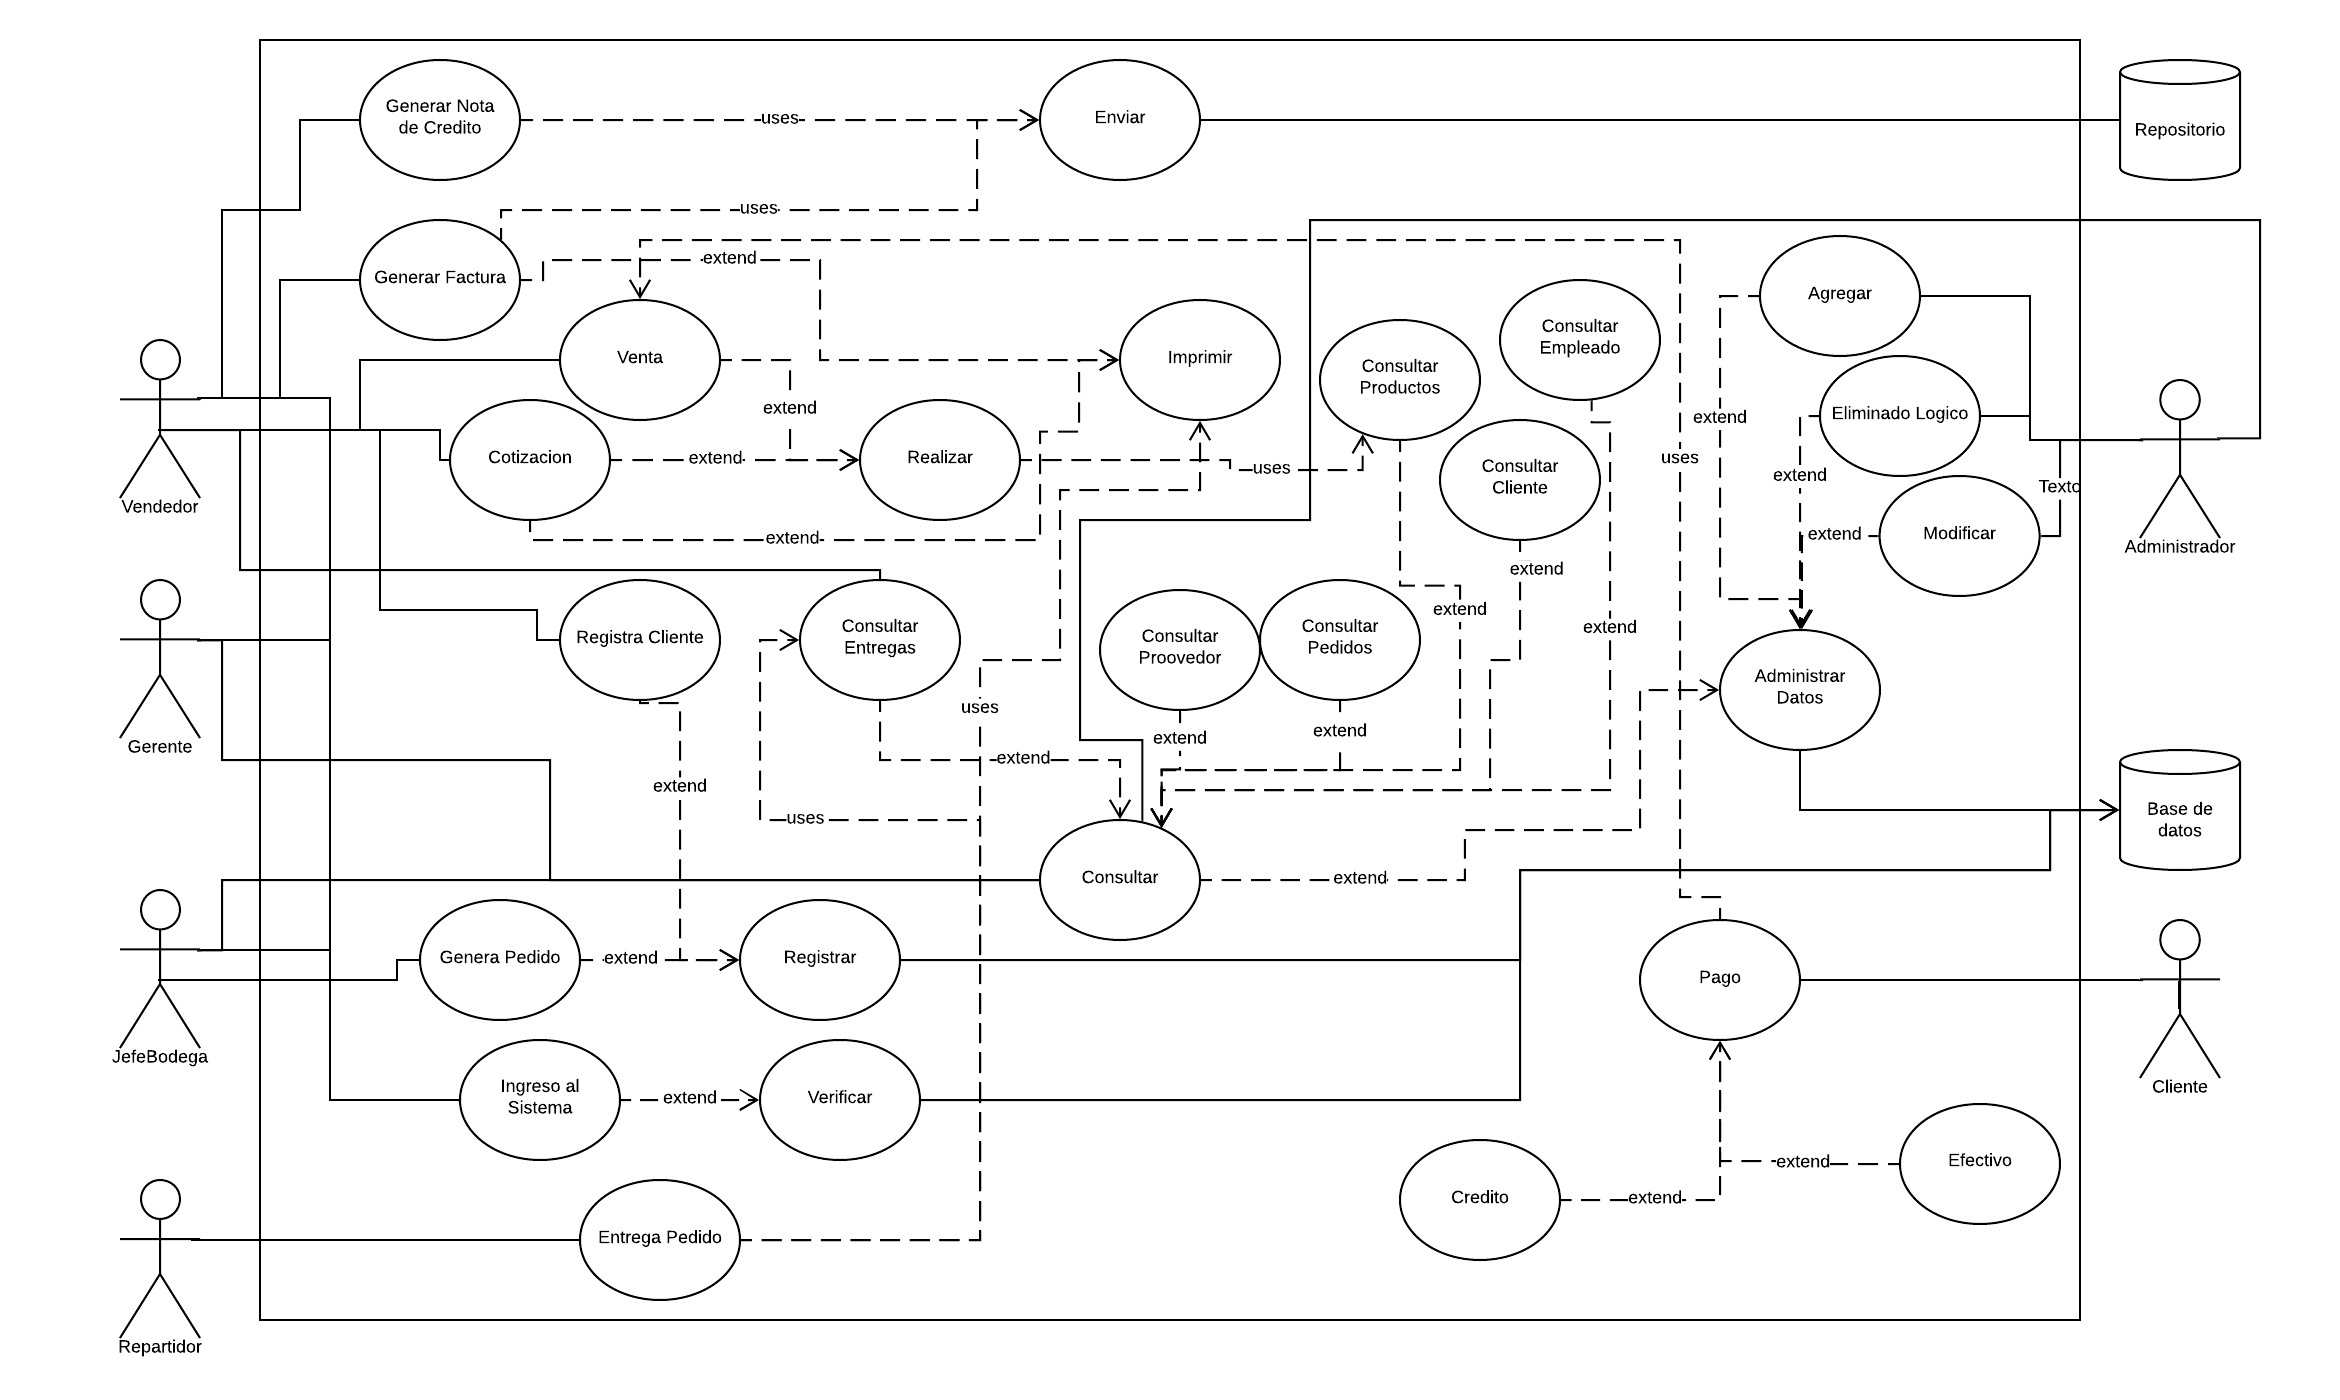 Generar Nota
de Credito
uses
Enviar
Repositorio
uses
Generar Factura
extend
Agregar
Venta
Imprimir
Consultar
Productos
Consultar
Empleado
extend
extend
Eliminado Logico
Cotizacion
extend
Realizar
uses
Consultar
Cliente
uses
extend
Texto
Vendedor
extend
extend
Modificar
Administrador
extend
Registra Cliente
Consultar
Entregas
Consultar
Proovedor
Consultar
Pedidos
extend
extend
Administrar
Datos
uses
Gerente
extend
extend
extend
extend
uses
Base de
datos
Consultar
extend
Genera Pedido
extend
Registrar
Pago
JefeBodega
Ingreso al
Sistema
extend
Verificar
Cliente
extend
Efectivo
Credito
extend
Entrega Pedido
Repartidor